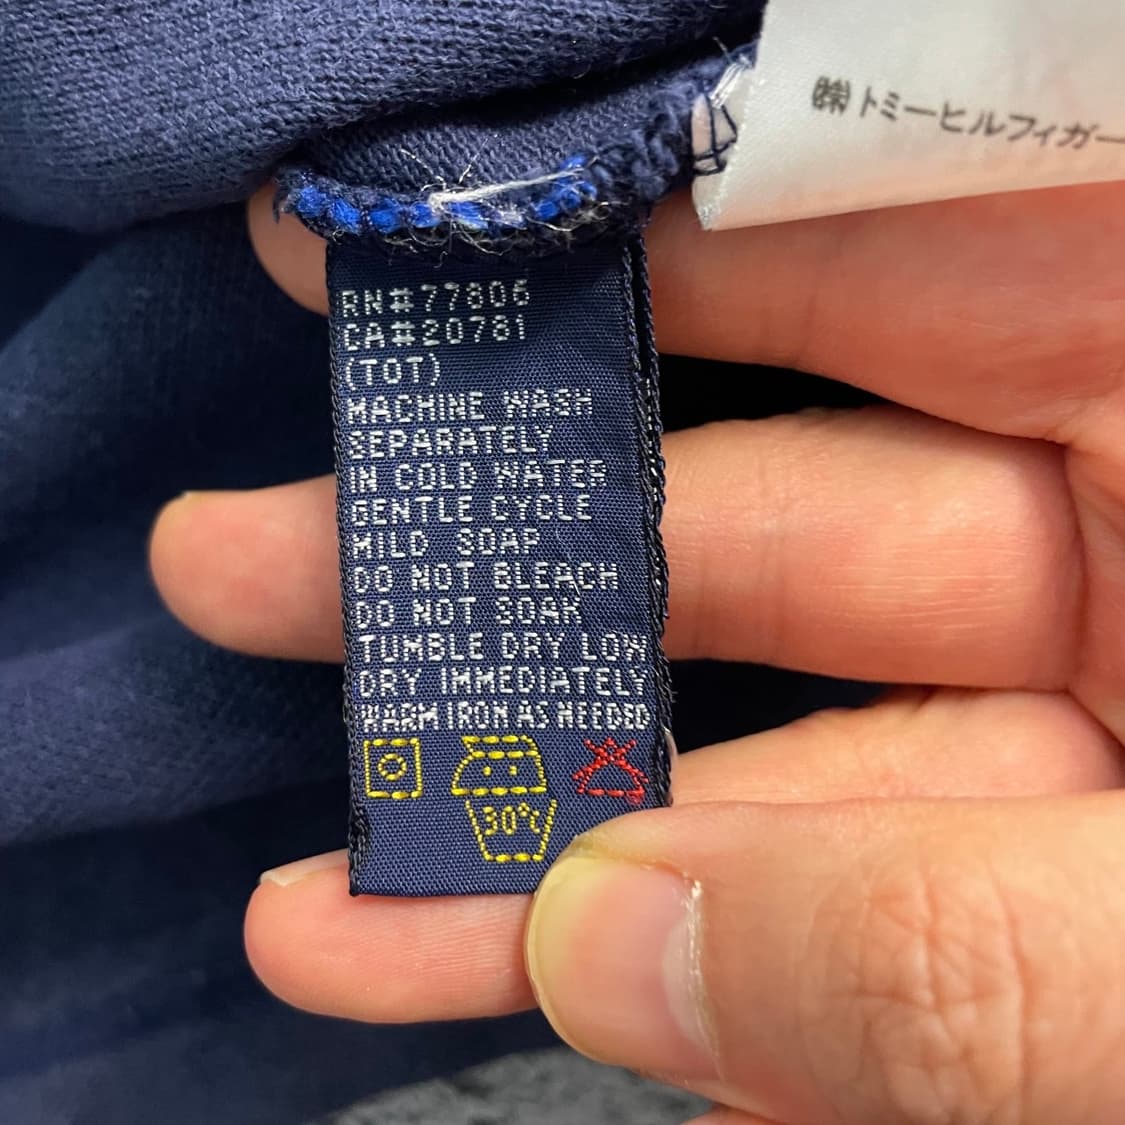 ㈱トミーヒルフィガー
RN#77806
CA#20781
(TOT)
MACHINE WASH
SEPARATELY
IN COLD WATER
GENTLE CYCLE
MILD SOAP
DO NOT BLEACH
DO NOT SOAK
TUMBLE DRY LOW
DRY IMMEDIATELY
WARM IRON AS NEEDED
30°C